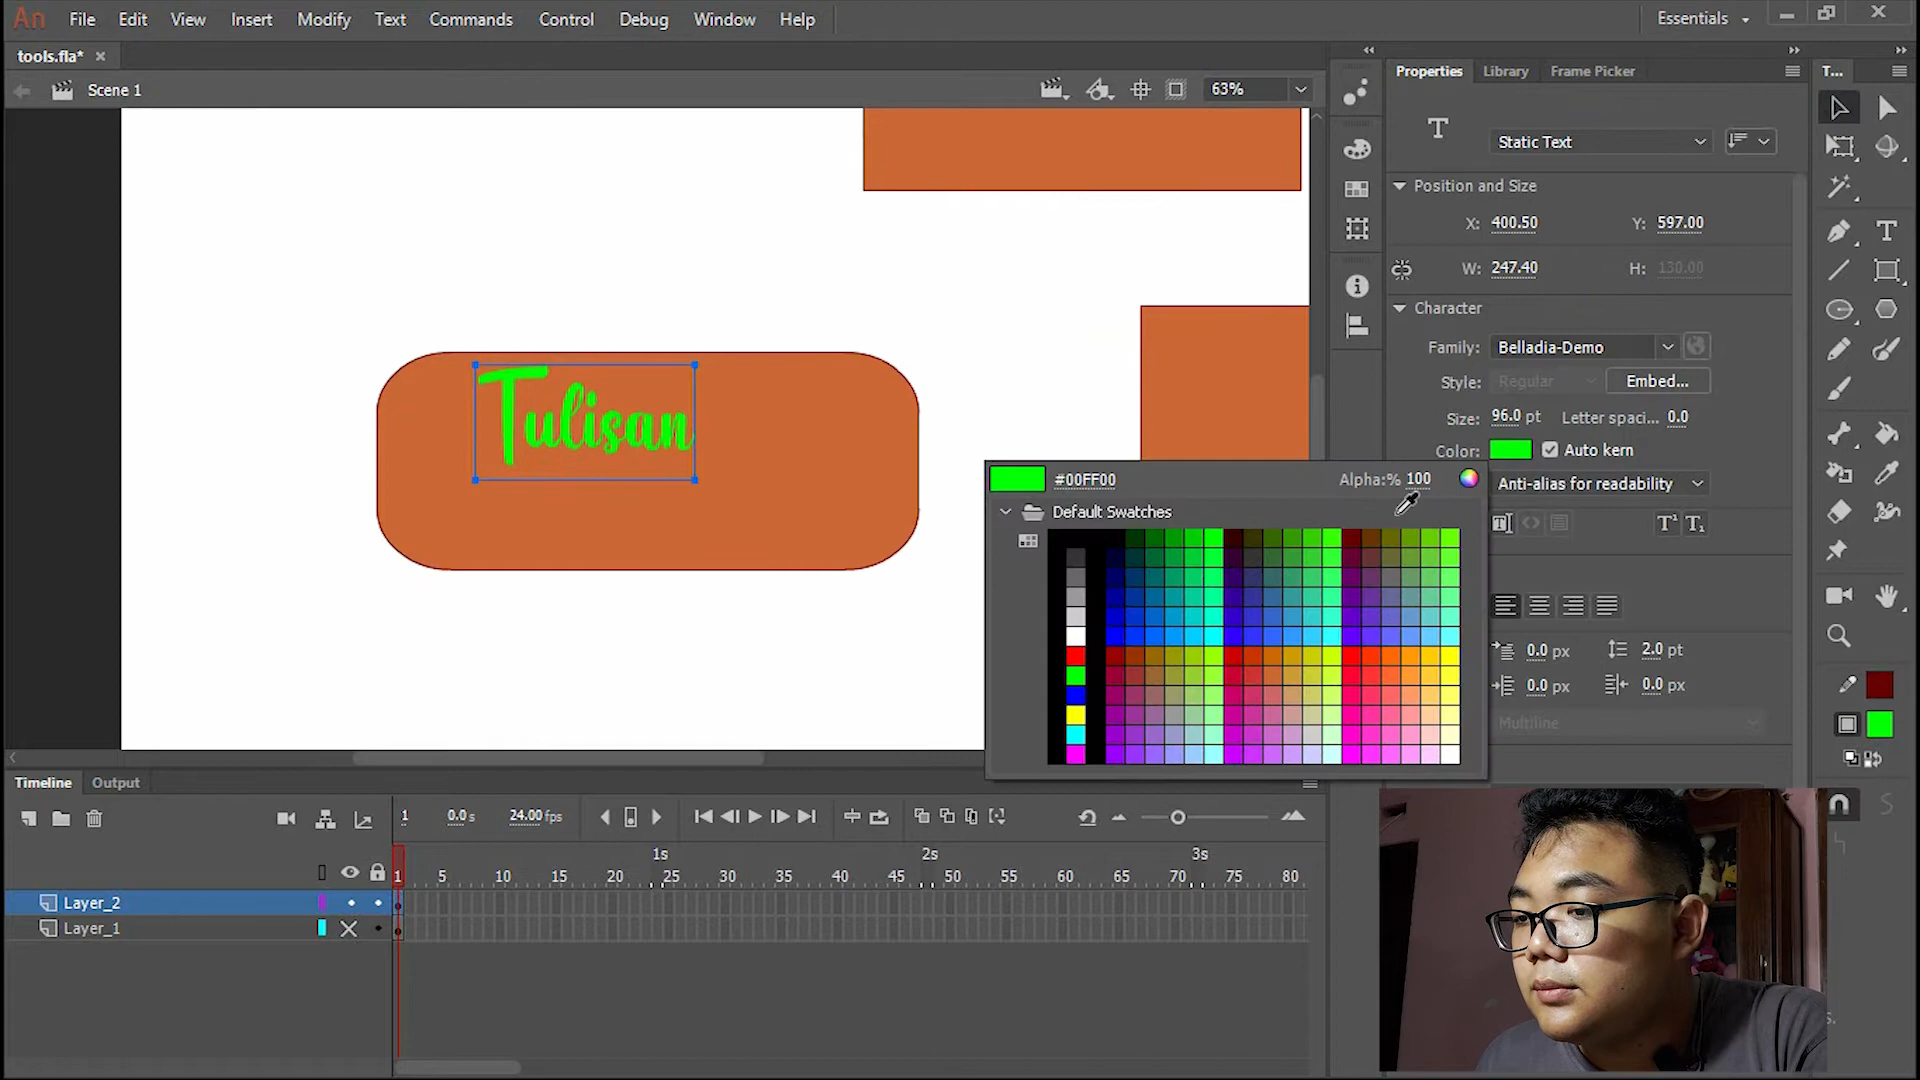 An File Edit View Insert Modify Text Commands Control Debug Window Help Essentials
tools.fla* ×
Scene 1 63%
Tulisan
Properties Library Frame Picker T...
T Static Text
Position and Size
X: 400.50 Y: 597.00
W: 247.40 H: 130.00
Character
Family: Belladia-Demo
Style: Regular Embed...
Size: 96.0 pt Letter spaci... 0.0
Color: Auto kern
Anti-alias for readability
T¹ T₁
0.0 px 2.0 pt
0.0 px 0.0 px
Multiline
#00FF00 Alpha:% 100
Default Swatches
Timeline Output
1 0.0 s 24.00 fps
1s 2s 3s
1 5 10 15 20 25 30 35 40 45 50 55 60 65 70 75 80
Layer_2
Layer_1
s.